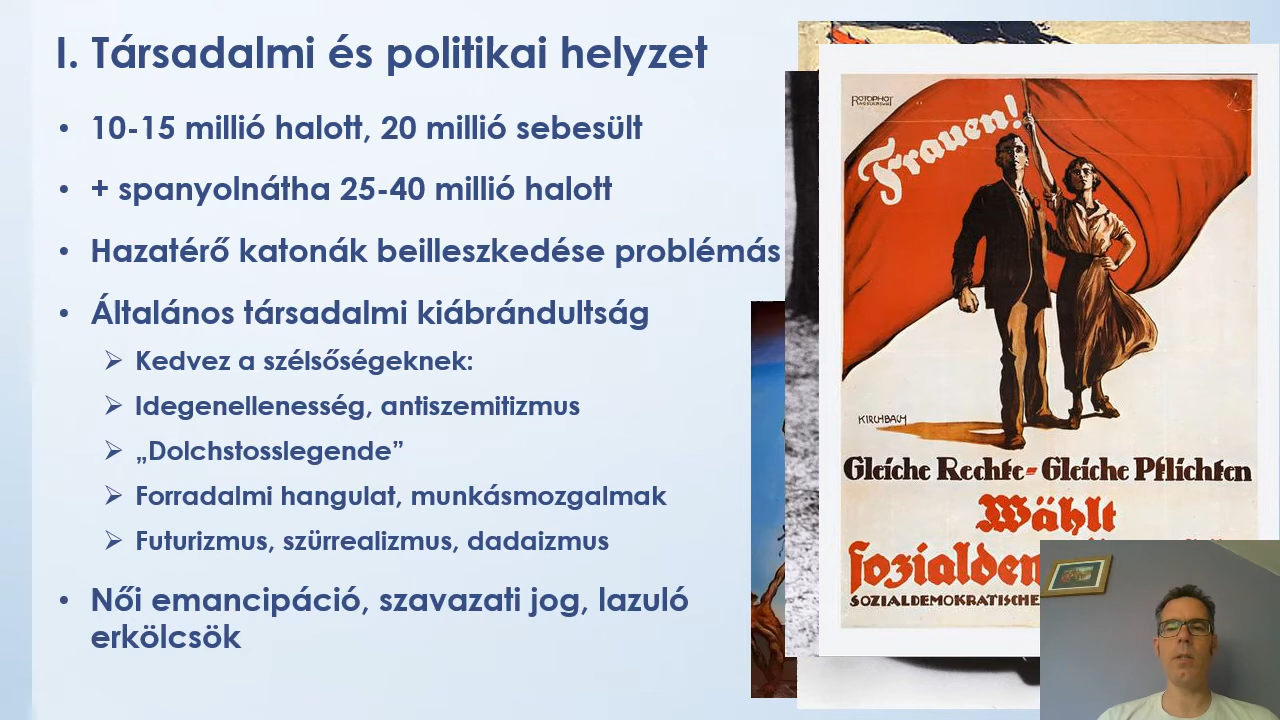 I. Társadalmi és politikai helyzet
• 10-15 millió halott, 20 millió sebesült
• + spanyolnátha 25-40 millió halott
• Hazatérő katonák beilleszkedése problémás
• Általános társadalmi kiábrándultság
➢ Kedvez a szélsőségeknek:
➢ Idegenellenesség, antiszemitizmus
➢ „Dolchstosslegende”
➢ Forradalmi hangulat, munkásmozgalmak
➢ Futurizmus, szürrealizmus, dadaizmus
• Női emancipáció, szavazati jog, lazuló
erkölcsök
ROTOPHOT
Frauen!
KIRCHBACH
Gleiche Rechte=Gleiche Pflichten
Wählt
SOZIALDEMOKRATISCHE